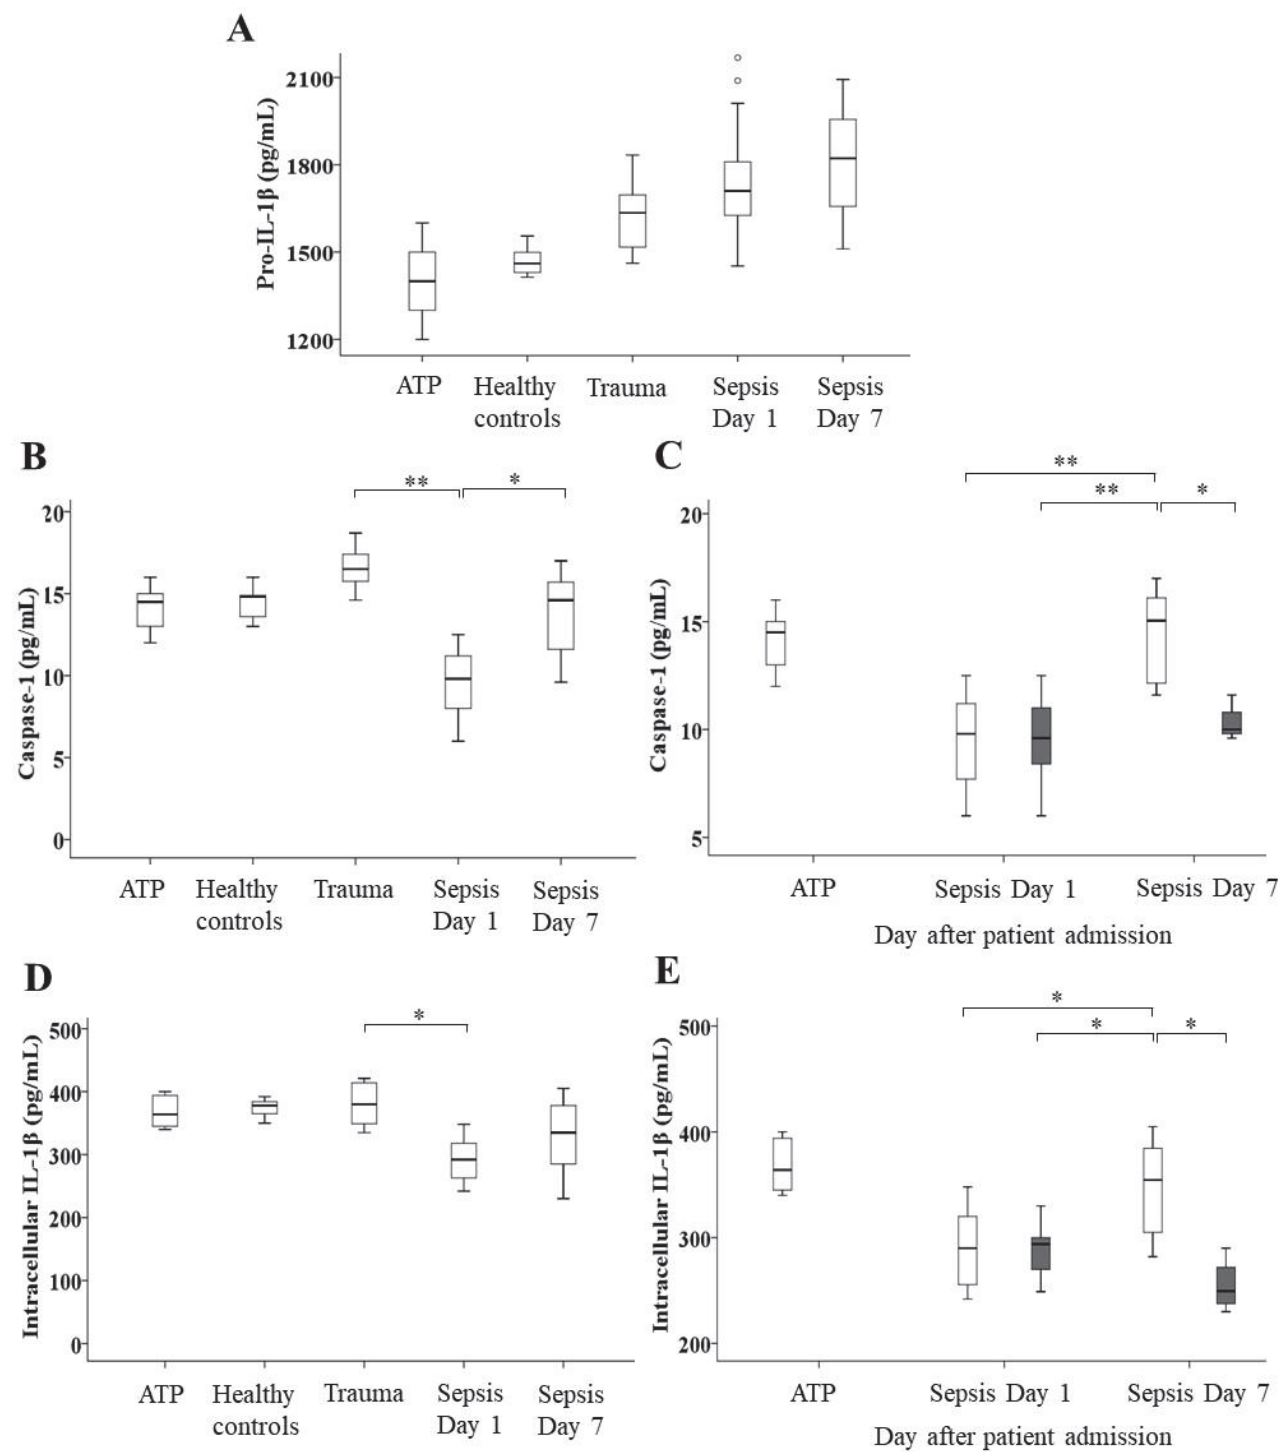 A
Pro-IL-1β (pg/mL)
2100
1800
1500
1200
ATP Healthy controls Trauma Sepsis Day 1 Sepsis Day 7
B
** *
Caspase-1 (pg/mL)
20
15
10
5
0
ATP Healthy controls Trauma Sepsis Day 1 Sepsis Day 7
C
**
** *
Caspase-1 (pg/mL)
20
15
10
5
ATP Sepsis Day 1 Sepsis Day 7
Day after patient admission
D
*
Intracellular IL-1β (pg/mL)
500
400
300
200
100
0
ATP Healthy controls Trauma Sepsis Day 1 Sepsis Day 7
E
*
* *
Intracellular IL-1β (pg/mL)
500
400
300
200
ATP Sepsis Day 1 Sepsis Day 7
Day after patient admission